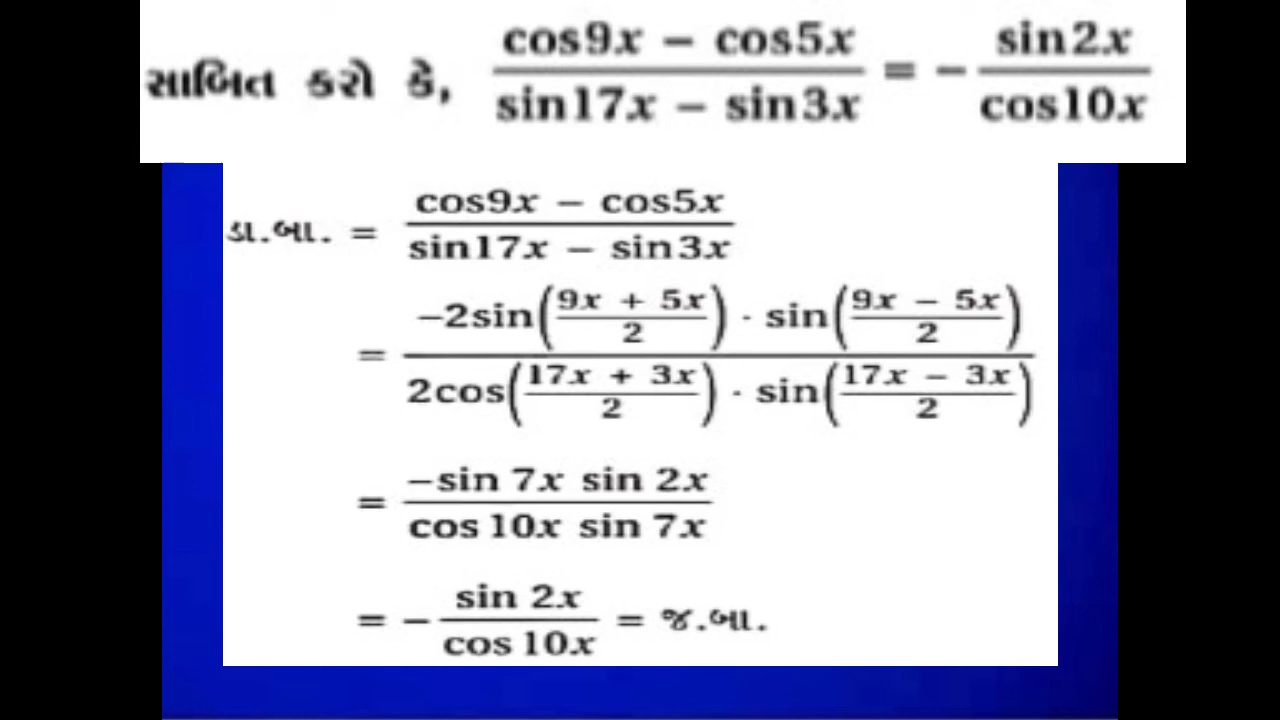 સાબિત કરો કે, (cos9x − cos5x)/(sin17x − sin3x) = − sin2x/cos10x
ડા.બા. = (cos9x − cos5x)/(sin17x − sin3x)
= (−2sin((9x + 5x)/2) · sin((9x − 5x)/2))/(2cos((17x + 3x)/2) · sin((17x − 3x)/2))
= (−sin 7x sin 2x)/(cos 10x sin 7x)
= − sin 2x/cos 10x = જ.બા.